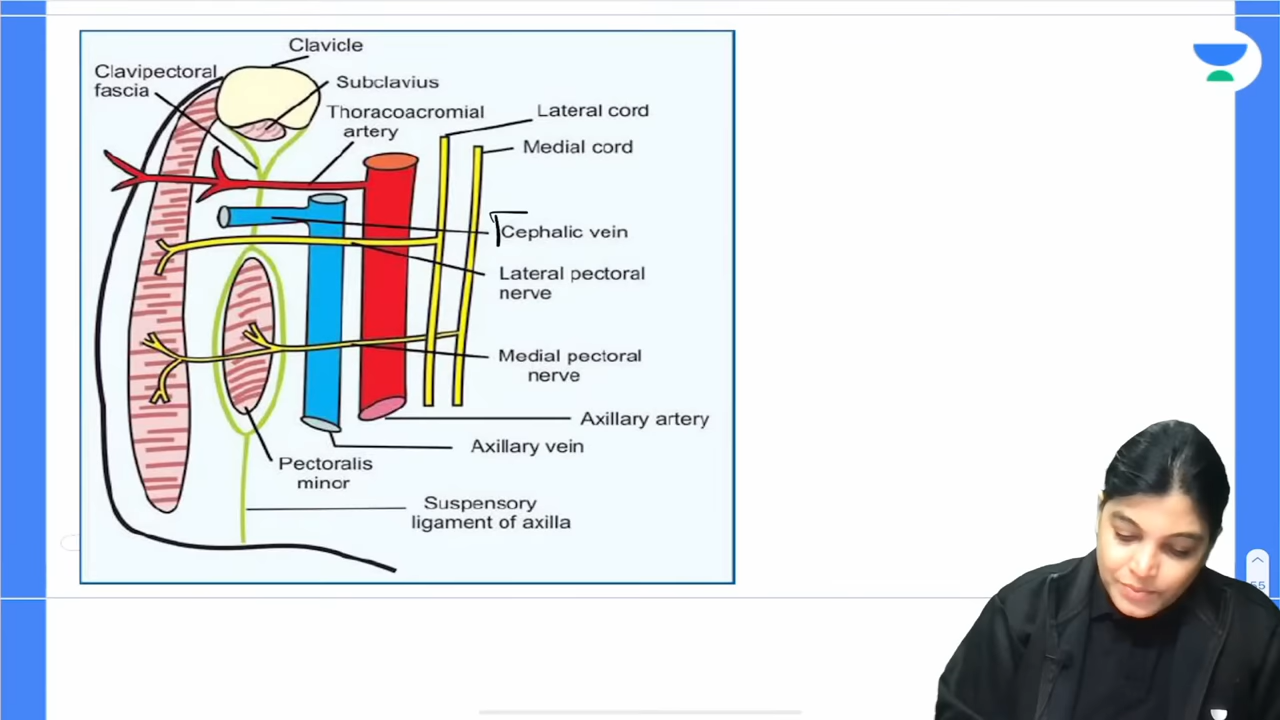 Clavicle
Clavipectoral
fascia
Subclavius
Thoracoacromial
artery
Lateral cord
Medial cord
Cephalic vein
Lateral pectoral
nerve
Medial pectoral
nerve
Axillary artery
Axillary vein
Pectoralis
minor
Suspensory
ligament of axilla
55